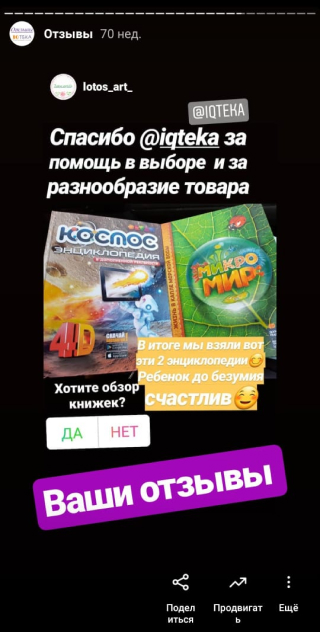 Отзывы 70 нед.
lotos_art_
@IQTEKA
Спасибо @iqteka за
помощь в выборе и за
разнообразие товара
КОСМОС
ЭНЦИКЛОПЕДИЯ
4D
МИКРО
МИР
В итоге мы взяли вот
эти 2 энциклопедии
Ребенок до безумия
счастлив
Хотите обзор
книжек?
ДА НЕТ
Ваши отзывы
Подел
иться
Продвигат
ь
Ещё